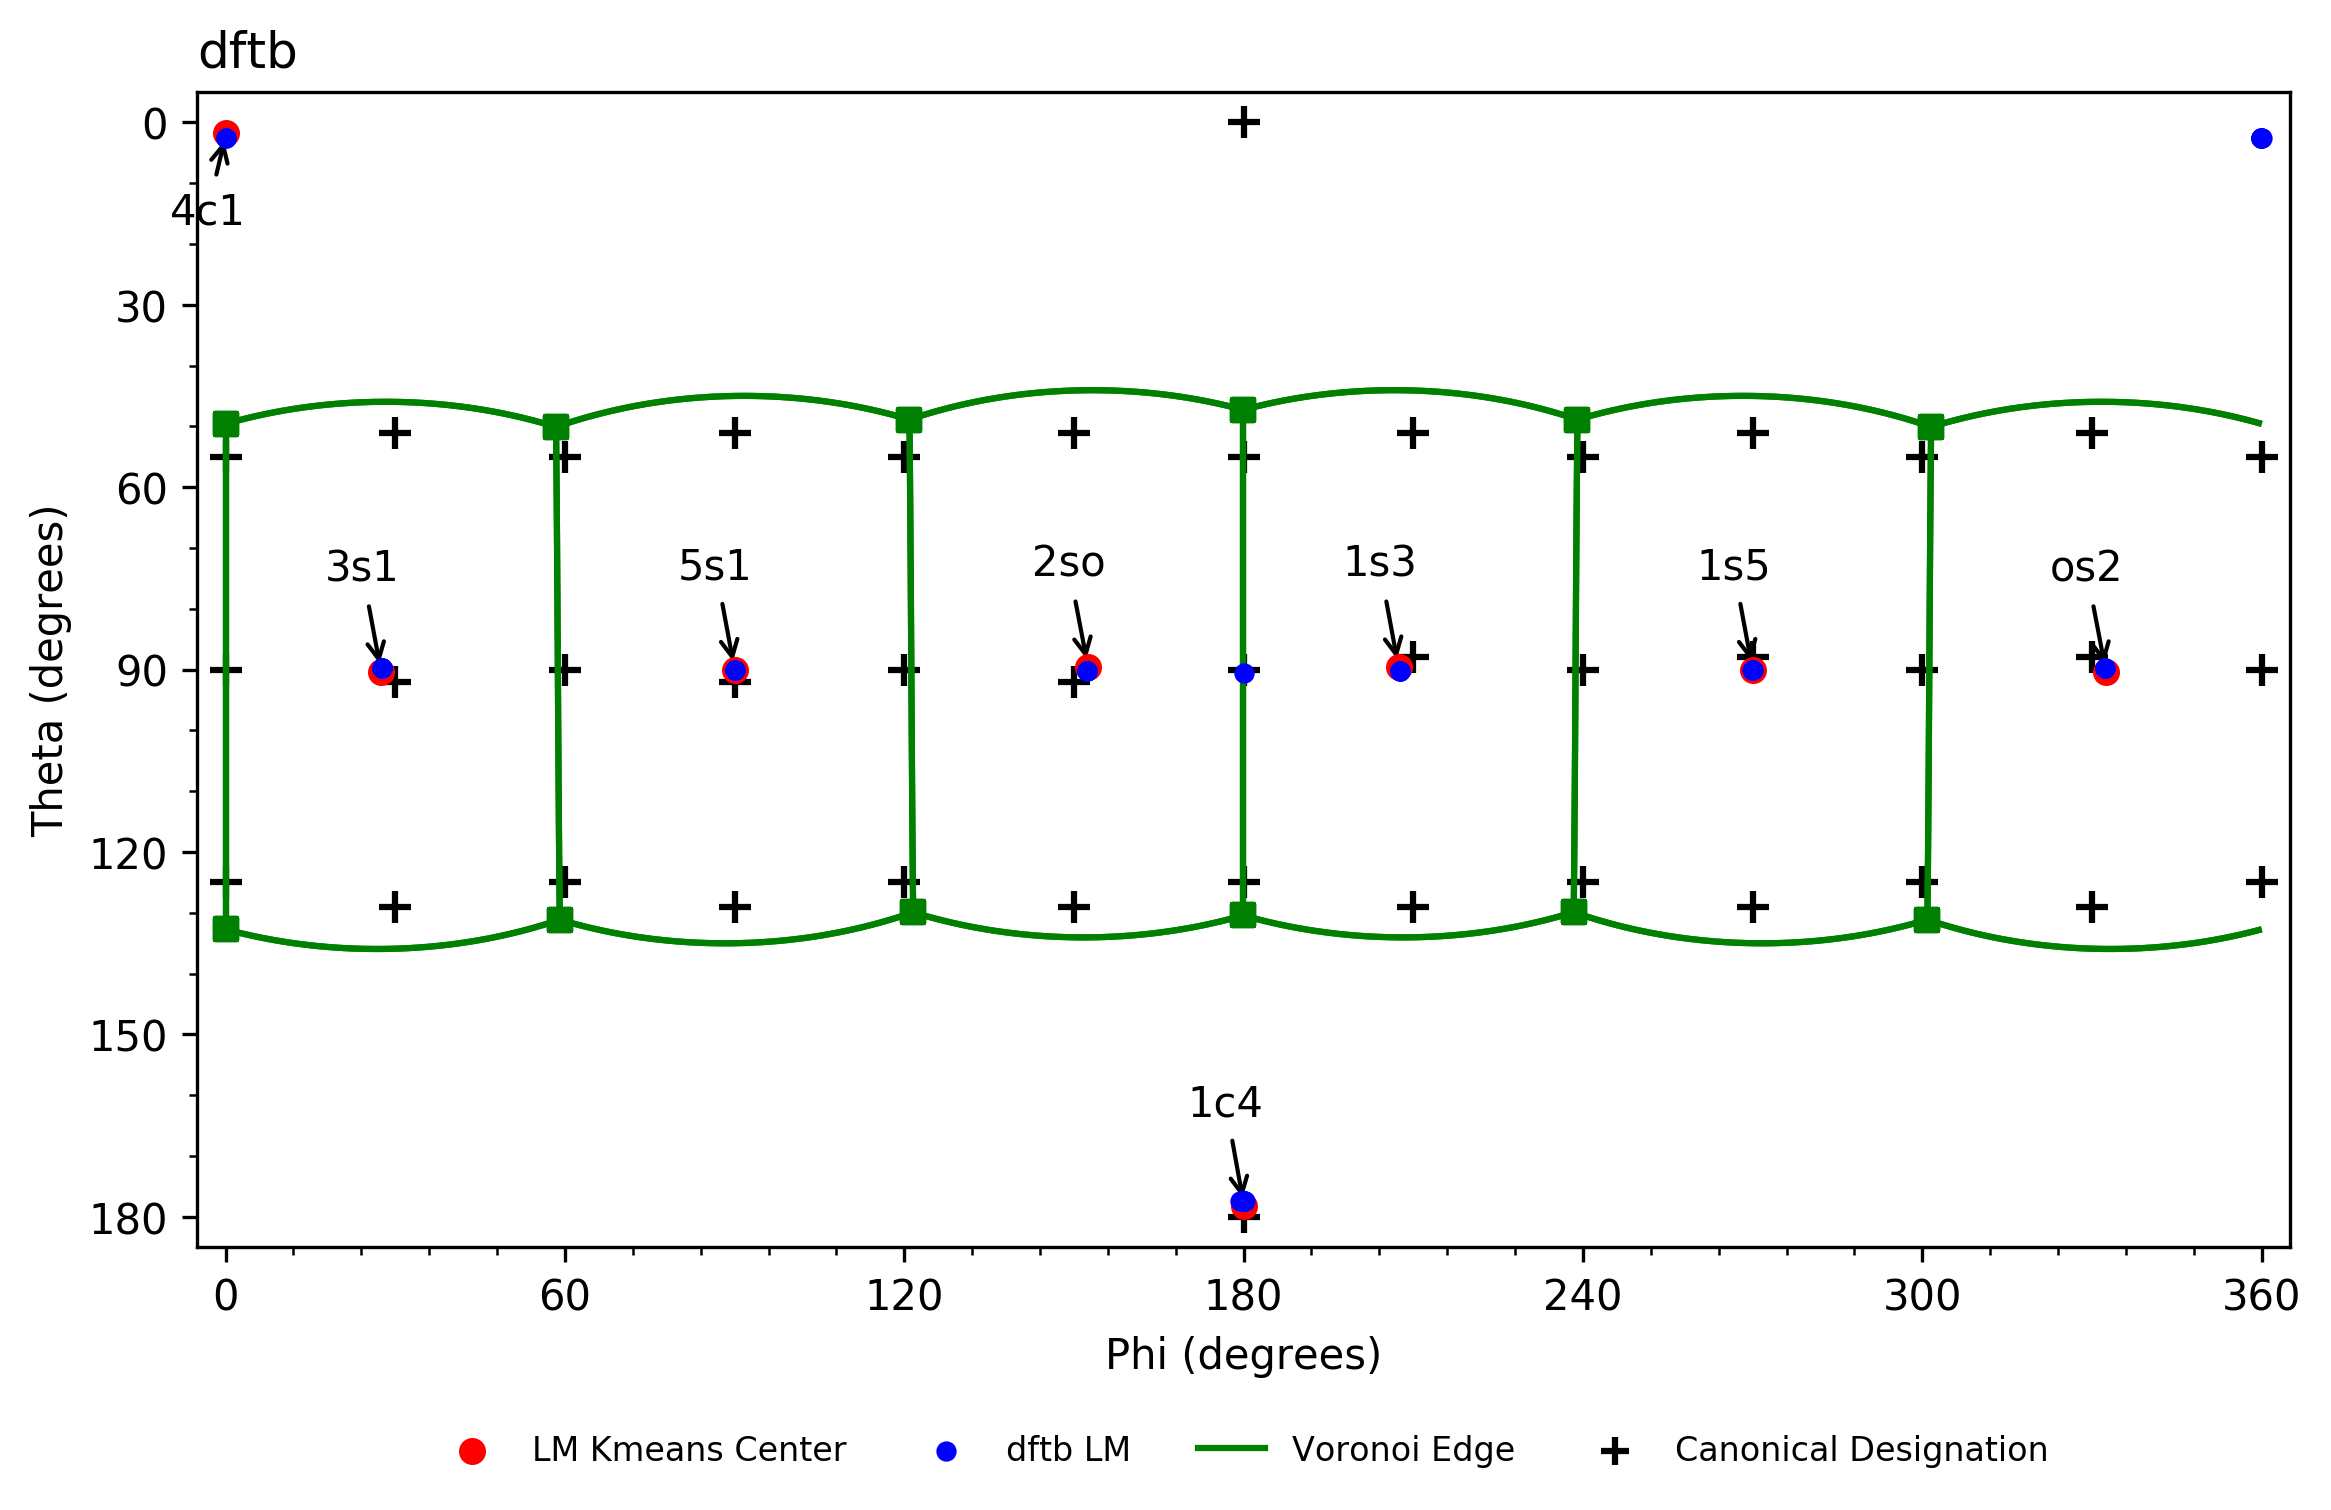 dftb
0
4c1
30
60
3s1
5s1
2so
1s3
1s5
os2
90
120
150
1c4
180
Theta (degrees)
0 60 120 180 240 300 360
Phi (degrees)
LM Kmeans Center dftb LM Voronoi Edge Canonical Designation